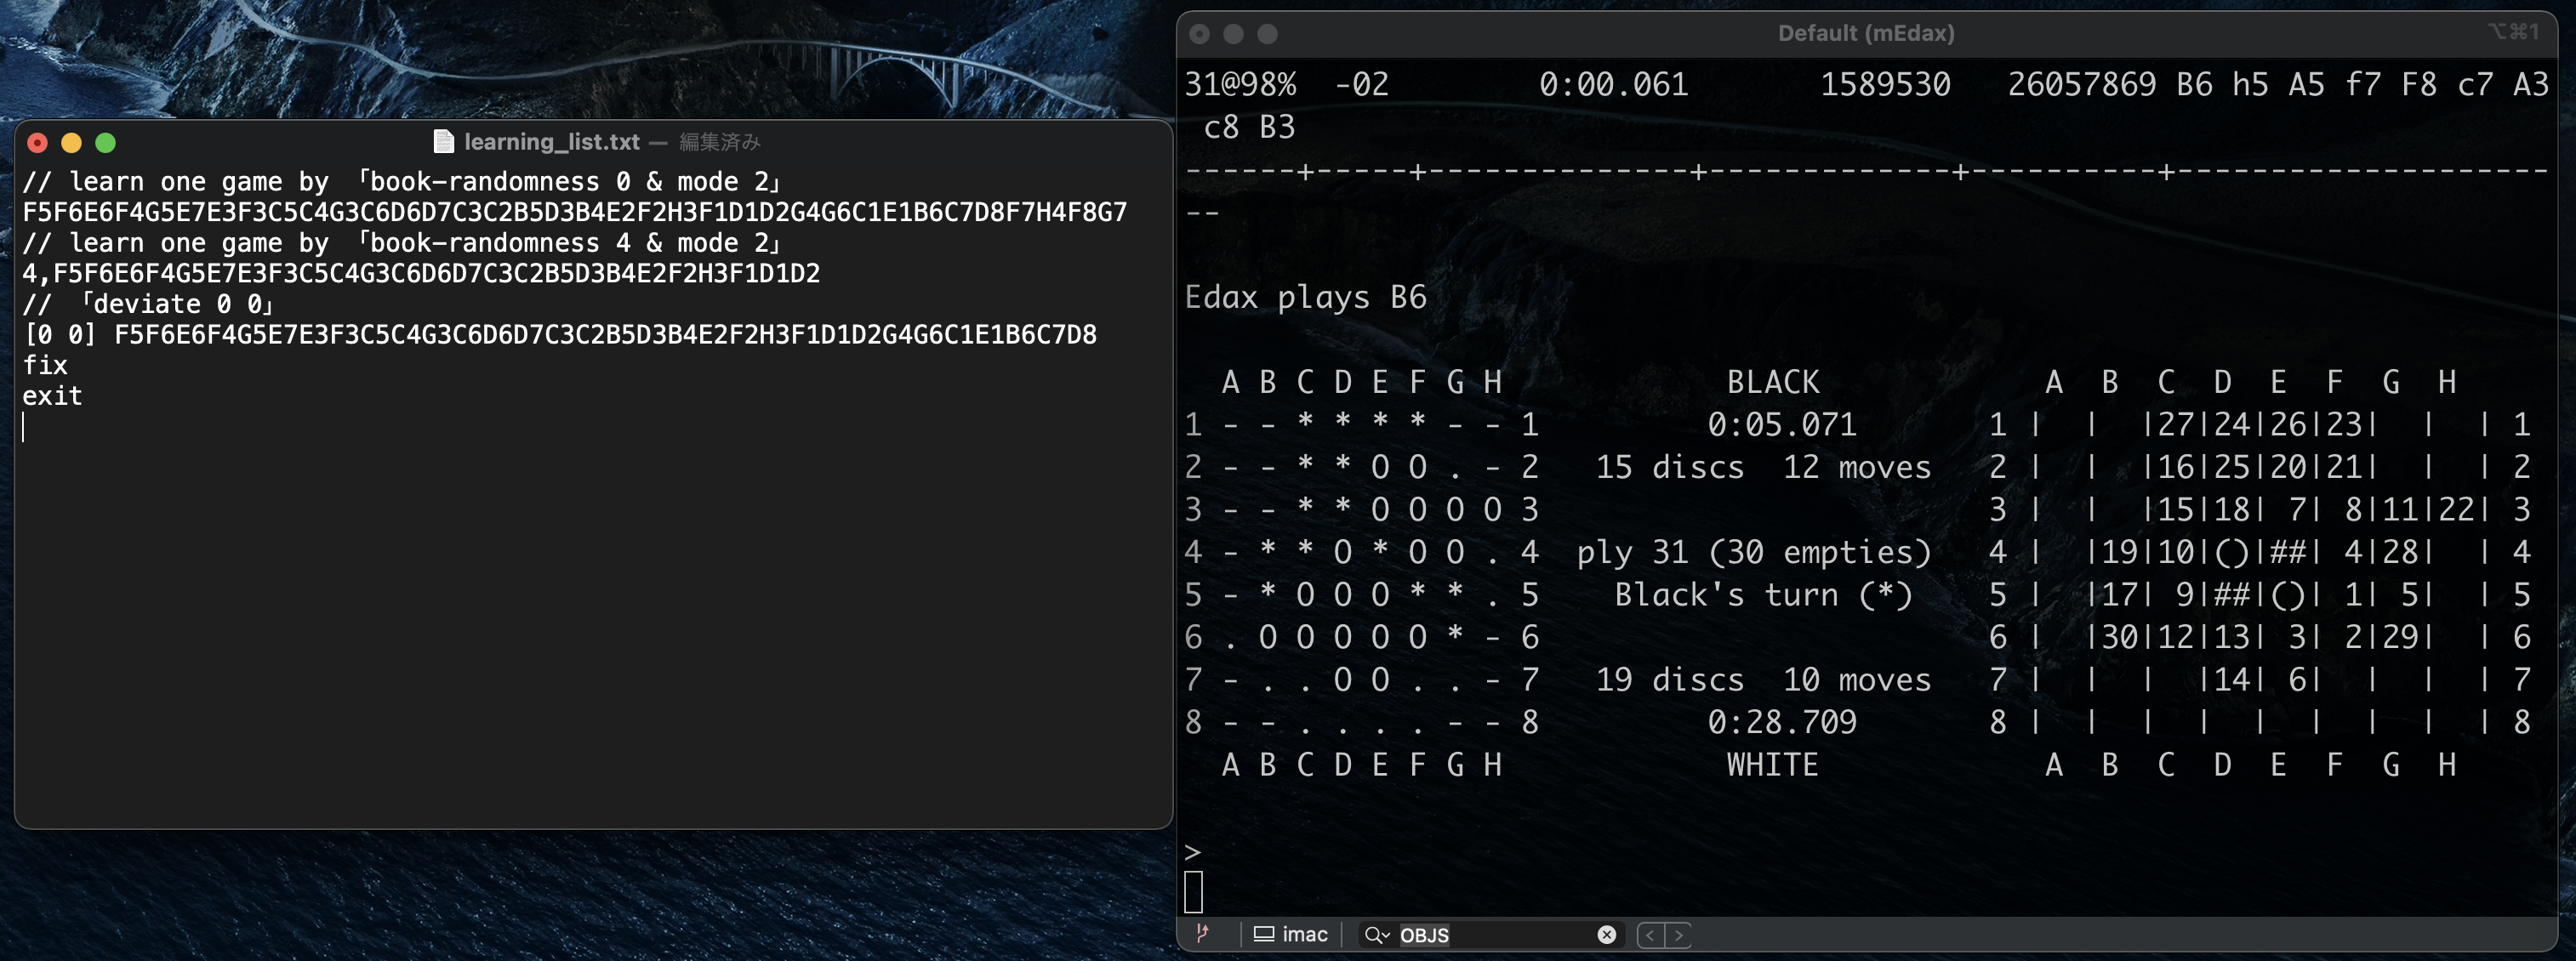 learning_list.txt — 編集済み
// learn one game by 「book-randomness 0 & mode 2」
F5F6E6F4G5E7E3F3C5C4G3C6D6D7C3C2B5D3B4E2F2H3F1D1D2G4G6C1E1B6C7D8F7H4F8G7
// learn one game by 「book-randomness 4 & mode 2」
4,F5F6E6F4G5E7E3F3C5C4G3C6D6D7C3C2B5D3B4E2F2H3F1D1D2
// 「deviate 0 0」
[0 0] F5F6E6F4G5E7E3F3C5C4G3C6D6D7C3C2B5D3B4E2F2H3F1D1D2G4G6C1E1B6C7D8
fix
exit
Default (mEdax)
⌥⌘1
31@98%  -02        0:00.061       1589530   26057869 B6 h5 A5 f7 F8 c7 A3
 c8 B3
------+-----+--------------+-------------+----------+--------------------
--
Edax plays B6
  A B C D E F G H            BLACK            A  B  C  D  E  F  G  H
1 - - * * * * - - 1         0:05.071       1 |  |  |27|24|26|23|  |  | 1
2 - - * * O O . - 2   15 discs  12 moves   2 |  |  |16|25|20|21|  |  | 2
3 - - * * O O O O 3                        3 |  |  |15|18| 7| 8|11|22| 3
4 - * * O * O O . 4  ply 31 (30 empties)   4 |  |19|10|()|##| 4|28|  | 4
5 - * O O O * * . 5    Black's turn (*)    5 |  |17| 9|##|()| 1| 5|  | 5
6 . O O O O O * - 6                        6 |  |30|12|13| 3| 2|29|  | 6
7 - . . O O . . - 7   19 discs  10 moves   7 |  |  |  |14| 6|  |  |  | 7
8 - - . . . . - - 8         0:28.709       8 |  |  |  |  |  |  |  |  | 8
  A B C D E F G H            WHITE            A  B  C  D  E  F  G  H
>
imac
OBJS